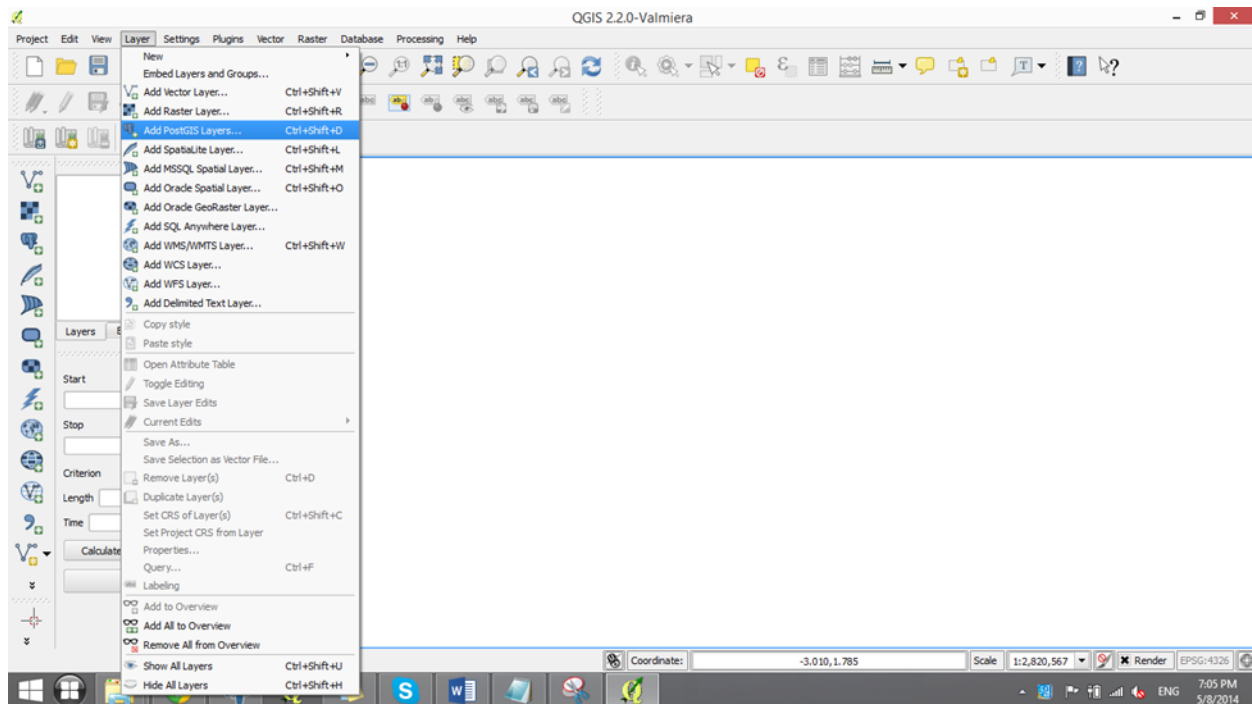 QGIS 2.2.0-Valmiera
Project Edit View Layer Settings Plugins Vector Raster Database Processing Help
New
Embed Layers and Groups...
Add Vector Layer... Ctrl+Shift+V
Add Raster Layer... Ctrl+Shift+R
Add PostGIS Layers... Ctrl+Shift+D
Add SpatiaLite Layer... Ctrl+Shift+L
Add MSSQL Spatial Layer... Ctrl+Shift+M
Add Oracle Spatial Layer... Ctrl+Shift+O
Add Oracle GeoRaster Layer...
Add SQL Anywhere Layer...
Add WMS/WMTS Layer... Ctrl+Shift+W
Add WCS Layer...
Add WFS Layer...
Add Delimited Text Layer...
Copy style
Paste style
Open Attribute Table
Toggle Editing
Save Layer Edits
Current Edits
Save As...
Save Selection as Vector File...
Remove Layer(s) Ctrl+D
Duplicate Layer(s)
Set CRS of Layer(s) Ctrl+Shift+C
Set Project CRS from Layer
Properties...
Query... Ctrl+F
Labeling
Add to Overview
Add All to Overview
Remove All from Overview
Show All Layers Ctrl+Shift+U
Hide All Layers Ctrl+Shift+H
Layers
Start
Stop
Criterion
Length
Time
Calculate
Coordinate: -3.010,1.785 Scale 1:2,820,567 Render EPSG:4326
ENG 7:05 PM
5/8/2014